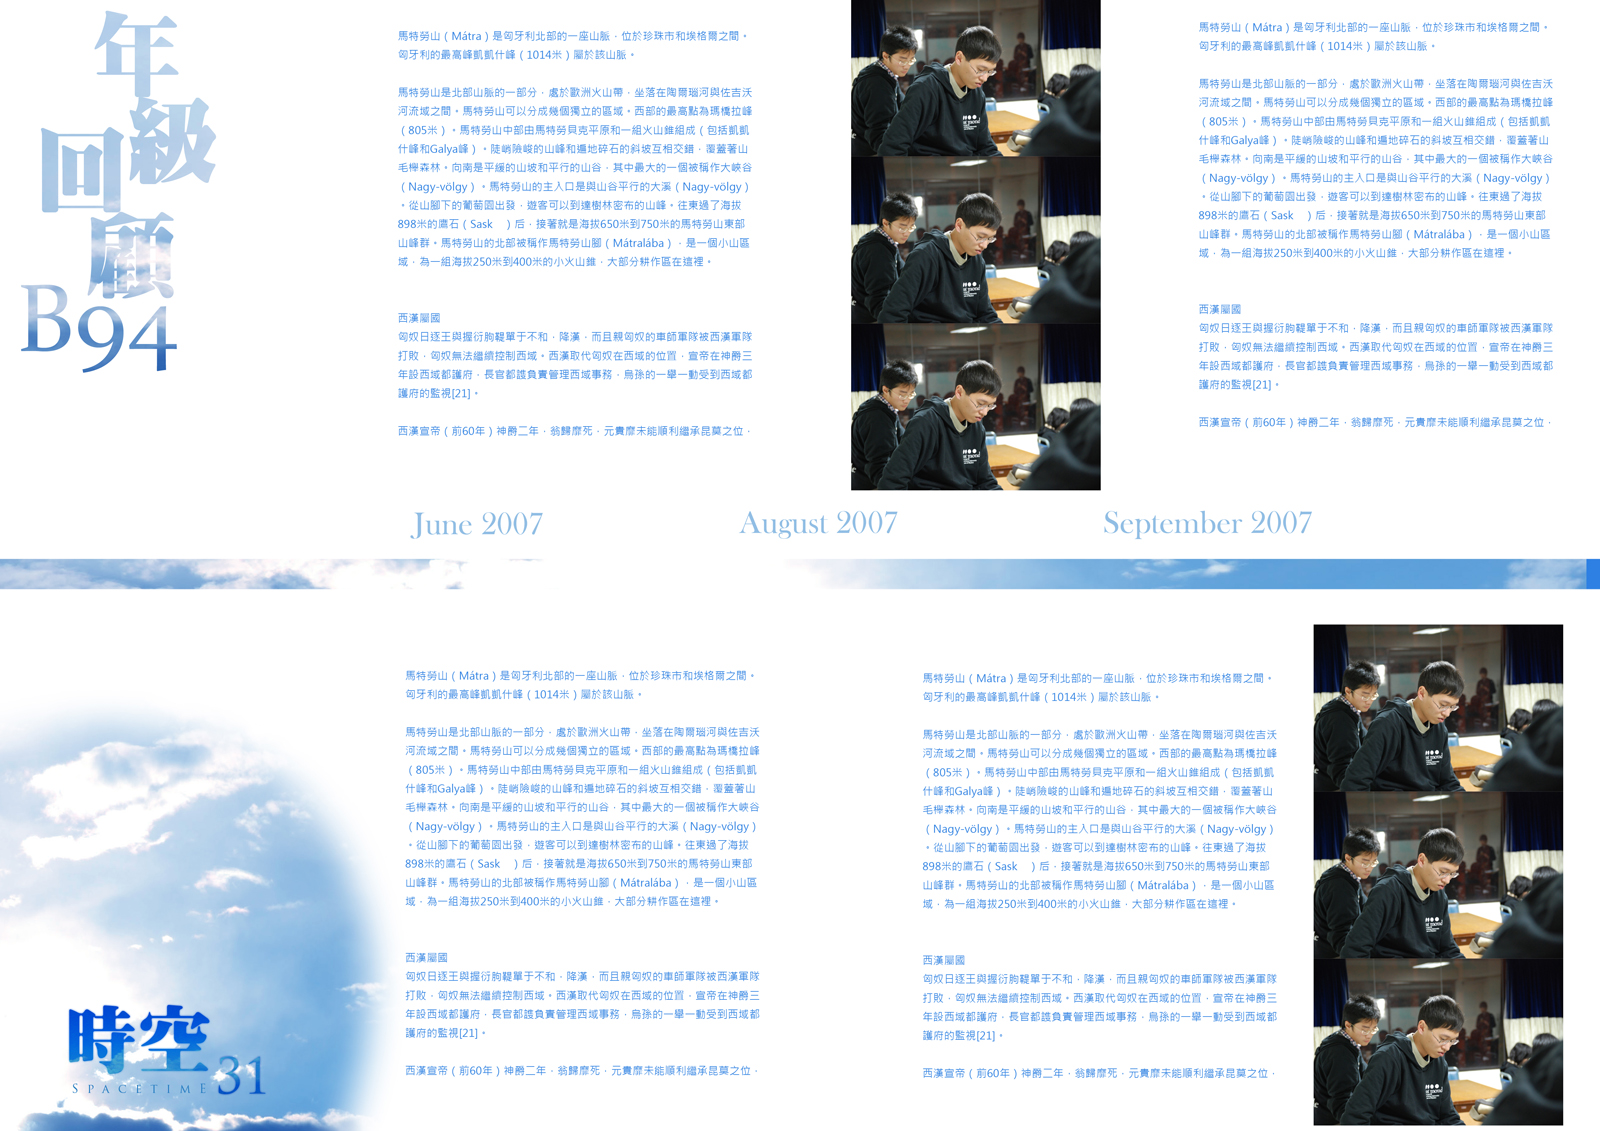 年級
回顧
B94
馬特勞山（Mátra）是匈牙利北部的一座山脈，位於珍珠市和埃格爾之間。
匈牙利的最高峰凱凱什峰（1014米）屬於該山脈。
馬特勞山是北部山脈的一部分，處於歐洲火山帶，坐落在陶爾瑙河與佐吉沃
河流域之間。馬特勞山可以分成幾個獨立的區域。西部的最高點為瑪橋拉峰
（805米）。馬特勞山中部由馬特勞貝克平原和一組火山錐組成（包括凱凱
什峰和Galya峰）。陡峭險峻的山峰和遍地碎石的斜坡互相交錯，覆蓋著山
毛櫸森林。向南是平緩的山坡和平行的山谷，其中最大的一個被稱作大峽谷
（Nagy-völgy）。馬特勞山的主入口是與山谷平行的大溪（Nagy-völgy）
。從山腳下的葡萄園出發，遊客可以到達樹林密布的山峰。往東過了海拔
898米的鷹石（Sask　）后，接著就是海拔650米到750米的馬特勞山東部
山峰群。馬特勞山的北部被稱作馬特勞山腳（Mátralába），是一個小山區
域，為一組海拔250米到400米的小火山錐，大部分耕作區在這裡。
西漢屬國
匈奴日逐王與握衍朐鞮單于不和，降漢，而且親匈奴的車師軍隊被西漢軍隊
打敗，匈奴無法繼續控制西域。西漢取代匈奴在西域的位置，宣帝在神爵三
年設西域都護府，長官都護負責管理西域事務，烏孫的一舉一動受到西域都
護府的監視[21]。
西漢宣帝（前60年）神爵二年，翁歸靡死，元貴靡未能順利繼承昆莫之位，
馬特勞山（Mátra）是匈牙利北部的一座山脈，位於珍珠市和埃格爾之間。
匈牙利的最高峰凱凱什峰（1014米）屬於該山脈。
馬特勞山是北部山脈的一部分，處於歐洲火山帶，坐落在陶爾瑙河與佐吉沃
河流域之間。馬特勞山可以分成幾個獨立的區域。西部的最高點為瑪橋拉峰
（805米）。馬特勞山中部由馬特勞貝克平原和一組火山錐組成（包括凱凱
什峰和Galya峰）。陡峭險峻的山峰和遍地碎石的斜坡互相交錯，覆蓋著山
毛櫸森林。向南是平緩的山坡和平行的山谷，其中最大的一個被稱作大峽谷
（Nagy-völgy）。馬特勞山的主入口是與山谷平行的大溪（Nagy-völgy）
。從山腳下的葡萄園出發，遊客可以到達樹林密布的山峰。往東過了海拔
898米的鷹石（Sask　）后，接著就是海拔650米到750米的馬特勞山東部
山峰群。馬特勞山的北部被稱作馬特勞山腳（Mátralába），是一個小山區
域，為一組海拔250米到400米的小火山錐，大部分耕作區在這裡。
西漢屬國
匈奴日逐王與握衍朐鞮單于不和，降漢，而且親匈奴的車師軍隊被西漢軍隊
打敗，匈奴無法繼續控制西域。西漢取代匈奴在西域的位置，宣帝在神爵三
年設西域都護府，長官都護負責管理西域事務，烏孫的一舉一動受到西域都
護府的監視[21]。
西漢宣帝（前60年）神爵二年，翁歸靡死，元貴靡未能順利繼承昆莫之位，
June 2007
August 2007
September 2007
馬特勞山（Mátra）是匈牙利北部的一座山脈，位於珍珠市和埃格爾之間。
匈牙利的最高峰凱凱什峰（1014米）屬於該山脈。
馬特勞山是北部山脈的一部分，處於歐洲火山帶，坐落在陶爾瑙河與佐吉沃
河流域之間。馬特勞山可以分成幾個獨立的區域。西部的最高點為瑪橋拉峰
（805米）。馬特勞山中部由馬特勞貝克平原和一組火山錐組成（包括凱凱
什峰和Galya峰）。陡峭險峻的山峰和遍地碎石的斜坡互相交錯，覆蓋著山
毛櫸森林。向南是平緩的山坡和平行的山谷，其中最大的一個被稱作大峽谷
（Nagy-völgy）。馬特勞山的主入口是與山谷平行的大溪（Nagy-völgy）
。從山腳下的葡萄園出發，遊客可以到達樹林密布的山峰。往東過了海拔
898米的鷹石（Sask　）后，接著就是海拔650米到750米的馬特勞山東部
山峰群。馬特勞山的北部被稱作馬特勞山腳（Mátralába），是一個小山區
域，為一組海拔250米到400米的小火山錐，大部分耕作區在這裡。
西漢屬國
匈奴日逐王與握衍朐鞮單于不和，降漢，而且親匈奴的車師軍隊被西漢軍隊
打敗，匈奴無法繼續控制西域。西漢取代匈奴在西域的位置，宣帝在神爵三
年設西域都護府，長官都護負責管理西域事務，烏孫的一舉一動受到西域都
護府的監視[21]。
西漢宣帝（前60年）神爵二年，翁歸靡死，元貴靡未能順利繼承昆莫之位，
馬特勞山（Mátra）是匈牙利北部的一座山脈，位於珍珠市和埃格爾之間。
匈牙利的最高峰凱凱什峰（1014米）屬於該山脈。
馬特勞山是北部山脈的一部分，處於歐洲火山帶，坐落在陶爾瑙河與佐吉沃
河流域之間。馬特勞山可以分成幾個獨立的區域。西部的最高點為瑪橋拉峰
（805米）。馬特勞山中部由馬特勞貝克平原和一組火山錐組成（包括凱凱
什峰和Galya峰）。陡峭險峻的山峰和遍地碎石的斜坡互相交錯，覆蓋著山
毛櫸森林。向南是平緩的山坡和平行的山谷，其中最大的一個被稱作大峽谷
（Nagy-völgy）。馬特勞山的主入口是與山谷平行的大溪（Nagy-völgy）
。從山腳下的葡萄園出發，遊客可以到達樹林密布的山峰。往東過了海拔
898米的鷹石（Sask　）后，接著就是海拔650米到750米的馬特勞山東部
山峰群。馬特勞山的北部被稱作馬特勞山腳（Mátralába），是一個小山區
域，為一組海拔250米到400米的小火山錐，大部分耕作區在這裡。
西漢屬國
匈奴日逐王與握衍朐鞮單于不和，降漢，而且親匈奴的車師軍隊被西漢軍隊
打敗，匈奴無法繼續控制西域。西漢取代匈奴在西域的位置，宣帝在神爵三
年設西域都護府，長官都護負責管理西域事務，烏孫的一舉一動受到西域都
護府的監視[21]。
西漢宣帝（前60年）神爵二年，翁歸靡死，元貴靡未能順利繼承昆莫之位，
時空31
SPACETIME